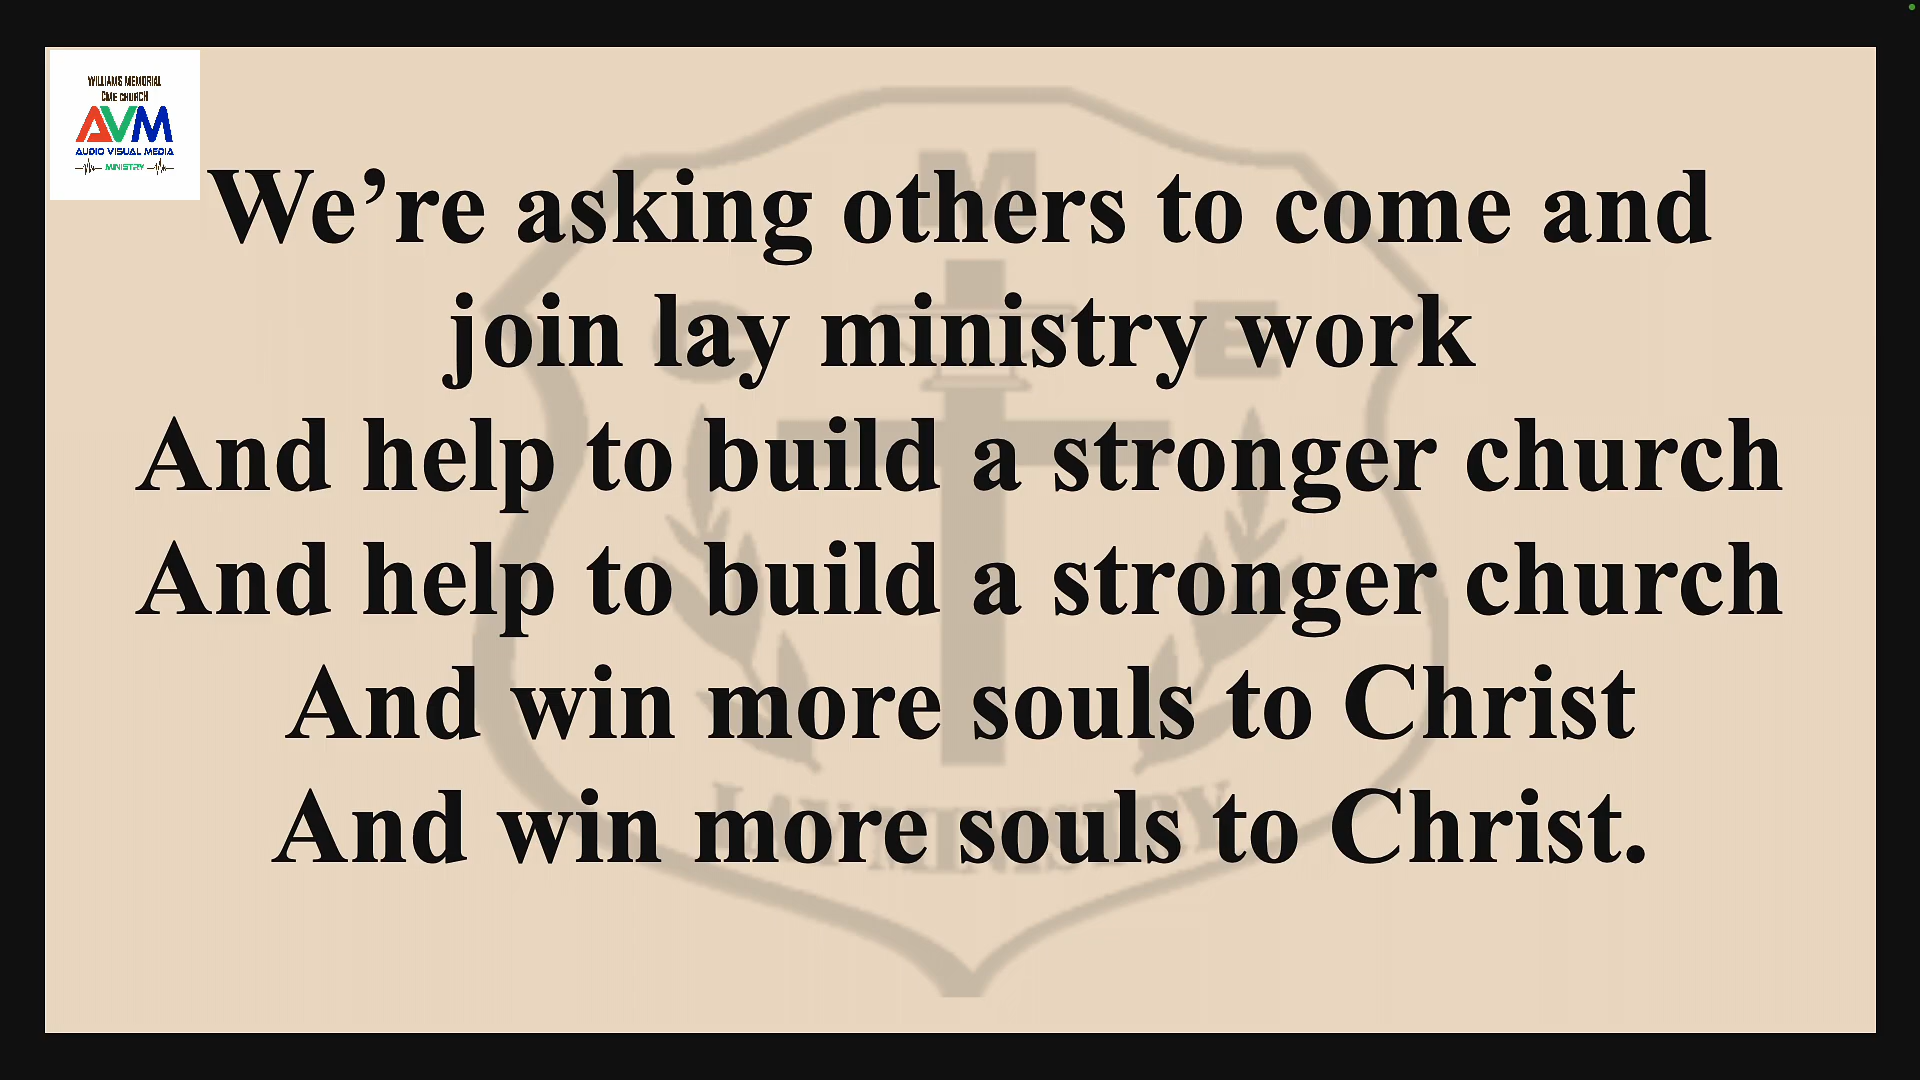 WILLIAMS MEMORIAL
CME CHURCH
AVM
AUDIO VISUAL MEDIA
MINISTRY
We’re asking others to come and
join lay ministry work
And help to build a stronger church
And help to build a stronger church
And win more souls to Christ
And win more souls to Christ.
M
C E
LAY MINISTRY